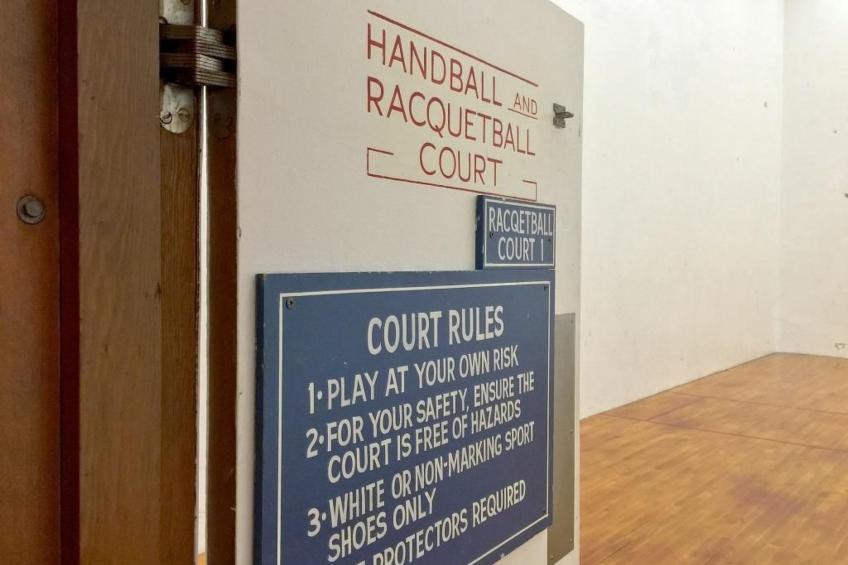 HANDBALL AND
RACQUETBALL
COURT
RACQETBALL
COURT 1
COURT RULES
1• PLAY AT YOUR OWN RISK
2• FOR YOUR SAFETY, ENSURE THE
COURT IS FREE OF HAZARDS
3• WHITE OR NON-MARKING SPORT
SHOES ONLY
PROTECTORS REQUIRED